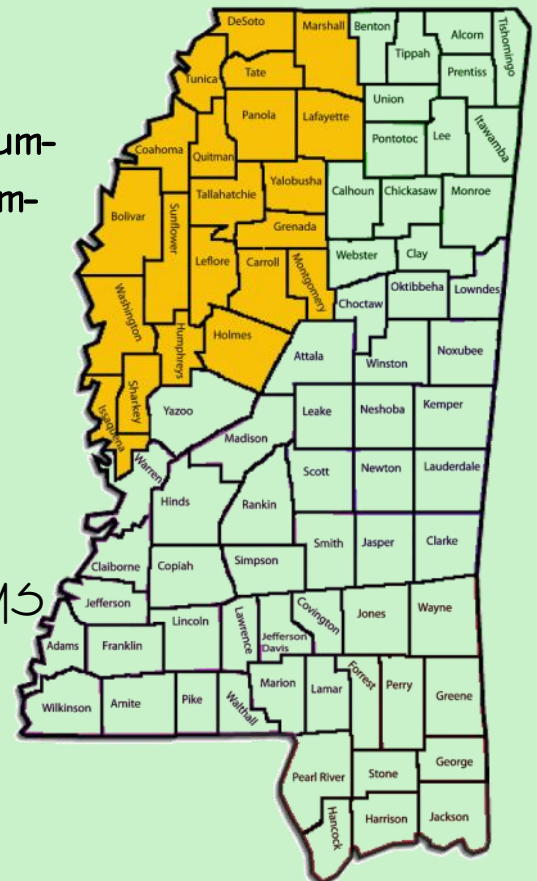 DeSoto
Marshall
Benton
Tippah
Alcorn
Tishomingo
Tunica
Tate
Prentiss
Panola
Lafayette
Union
um-
Coahoma
Quitman
Pontotoc
Lee
Itawamba
m-
Tallahatchie
Yalobusha
Calhoun
Chickasaw
Monroe
Bolivar
Sunflower
Grenada
Leflore
Carroll
Montgomery
Webster
Clay
Choctaw
Oktibbeha
Lowndes
Washington
Humphreys
Holmes
Attala
Winston
Noxubee
Sharkey
Issaquena
Yazoo
Leake
Neshoba
Kemper
Madison
Warren
Hinds
Rankin
Scott
Newton
Lauderdale
Claiborne
Copiah
Simpson
Smith
Jasper
Clarke
MS
Jefferson
Lincoln
Lawrence
Jefferson
Davis
Covington
Jones
Wayne
Adams
Franklin
Wilkinson
Amite
Pike
Walthall
Marion
Lamar
Forrest
Perry
Greene
Pearl River
Stone
George
Hancock
Harrison
Jackson